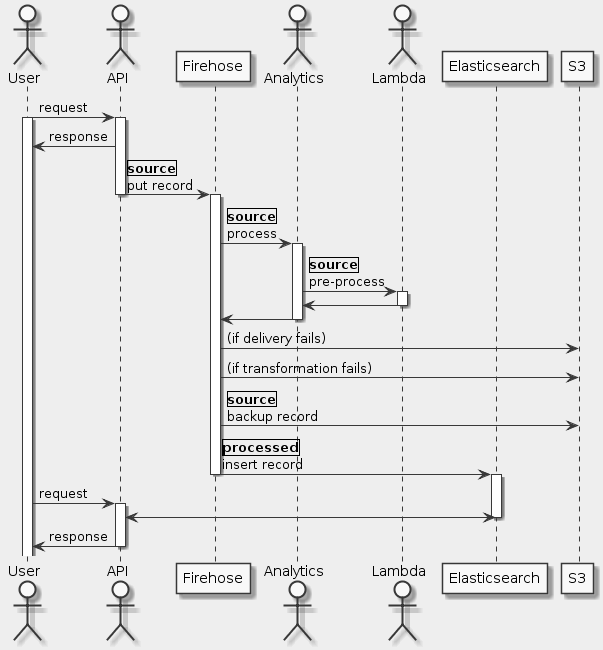 User API Firehose Analytics Lambda Elasticsearch S3
request
response
source
put record
source
process
source
pre-process
(if delivery fails)
(if transformation fails)
source
backup record
processed
insert record
request
response
User API Firehose Analytics Lambda Elasticsearch S3